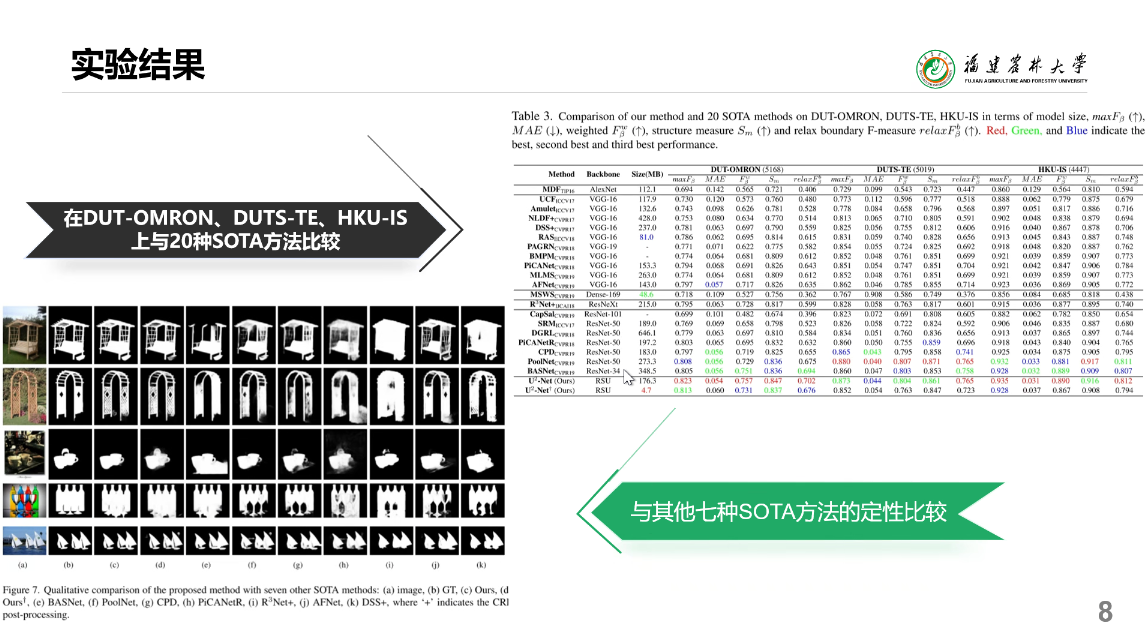 实验结果
福建农林大学
FUJIAN AGRICULTURE AND FORESTRY UNIVERSITY
在DUT-OMRON、DUTS-TE、HKU-IS
上与20种SOTA方法比较
Table 3. Comparison of our method and 20 SOTA methods on DUT-OMRON, DUTS-TE, HKU-IS in terms of model size, maxFβ (↑),
MAE (↓), weighted Fβʷ (↑), structure measure Sm (↑) and relax boundary F-measure relaxFβᵇ (↑). Red, Green, and Blue indicate the
best, second best and third best performance.
DUT-OMRON (5168) DUTS-TE (5019) HKU-IS (4447)
Method Backbone Size(MB) maxFβ MAE Fβʷ Sm relaxFβᵇ maxFβ MAE Fβʷ Sm relaxFβᵇ maxFβ MAE Fβʷ Sm relaxFβᵇ
MDF TIP16 AlexNet 112.1 0.694 0.142 0.565 0.721 0.406 0.729 0.099 0.543 0.723 0.447 0.860 0.129 0.564 0.810 0.594
UCF ICCV17 VGG-16 117.9 0.730 0.120 0.573 0.760 0.480 0.773 0.112 0.596 0.777 0.518 0.888 0.062 0.779 0.875 0.679
Amulet ICCV17 VGG-16 132.6 0.743 0.098 0.626 0.781 0.528 0.778 0.084 0.658 0.796 0.568 0.897 0.051 0.817 0.886 0.716
NLDF+ CVPR17 VGG-16 428.0 0.753 0.080 0.634 0.770 0.514 0.813 0.065 0.710 0.805 0.591 0.902 0.048 0.838 0.879 0.694
DSS+ CVPR17 VGG-16 237.0 0.781 0.063 0.697 0.790 0.559 0.825 0.056 0.755 0.812 0.606 0.916 0.040 0.867 0.878 0.706
RAS ECCV18 VGG-16 81.0 0.786 0.062 0.695 0.814 0.615 0.831 0.059 0.740 0.828 0.656 0.913 0.045 0.843 0.887 0.748
PAGRN CVPR18 VGG-19 - 0.771 0.071 0.622 0.775 0.582 0.854 0.055 0.724 0.825 0.692 0.918 0.048 0.820 0.887 0.762
BMPM CVPR18 VGG-16 - 0.774 0.064 0.681 0.809 0.612 0.852 0.048 0.761 0.851 0.699 0.921 0.039 0.859 0.907 0.773
PiCANet CVPR18 VGG-16 153.3 0.794 0.068 0.691 0.826 0.643 0.851 0.054 0.747 0.851 0.704 0.921 0.042 0.847 0.906 0.784
MLMS CVPR19 VGG-16 263.0 0.774 0.064 0.681 0.809 0.612 0.852 0.048 0.761 0.851 0.699 0.921 0.039 0.859 0.907 0.773
AFNet CVPR19 VGG-16 143.0 0.797 0.057 0.717 0.826 0.635 0.862 0.046 0.785 0.855 0.714 0.923 0.036 0.869 0.905 0.772
MSWS CVPR19 Dense-169 48.6 0.718 0.109 0.527 0.756 0.362 0.767 0.908 0.586 0.749 0.376 0.856 0.084 0.685 0.818 0.438
R³Net+ IJCAI18 ResNeXt 215.0 0.795 0.063 0.728 0.817 0.599 0.828 0.058 0.763 0.817 0.601 0.915 0.036 0.877 0.895 0.740
CapSal CVPR19 ResNet-101 - 0.699 0.101 0.482 0.674 0.396 0.823 0.072 0.691 0.808 0.605 0.882 0.062 0.782 0.850 0.654
SRM ICCV17 ResNet-50 189.0 0.769 0.069 0.658 0.798 0.523 0.826 0.058 0.722 0.824 0.592 0.906 0.046 0.835 0.887 0.680
DGRL CVPR18 ResNet-50 646.1 0.779 0.063 0.697 0.810 0.584 0.834 0.051 0.760 0.836 0.656 0.913 0.037 0.865 0.897 0.744
PiCANetR CVPR18 ResNet-50 197.2 0.803 0.065 0.695 0.832 0.632 0.860 0.050 0.755 0.859 0.696 0.918 0.043 0.840 0.904 0.765
CPD CVPR19 ResNet-50 183.0 0.797 0.056 0.719 0.825 0.655 0.865 0.043 0.795 0.858 0.741 0.925 0.034 0.875 0.905 0.795
PoolNet CVPR19 ResNet-50 273.3 0.808 0.056 0.729 0.836 0.675 0.880 0.040 0.807 0.871 0.765 0.932 0.033 0.881 0.917 0.811
BASNet CVPR19 ResNet-34 348.5 0.805 0.056 0.751 0.836 0.694 0.860 0.803 0.853 0.758 0.928 0.032 0.889 0.909 0.807
U²-Net (Ours) RSU 176.3 0.823 0.054 0.757 0.847 0.702 0.873 0.044 0.804 0.861 0.765 0.935 0.031 0.890 0.916 0.812
U²-Net† (Ours) RSU 4.7 0.813 0.060 0.731 0.837 0.676 0.852 0.054 0.763 0.847 0.723 0.928 0.037 0.867 0.908 0.794
与其他七种SOTA方法的定性比较
(a) (b) (c) (d) (e) (f) (g) (h) (i) (j) (k)
Figure 7. Qualitative comparison of the proposed method with seven other SOTA methods: (a) image, (b) GT, (c) Ours, (d
Ours†, (e) BASNet, (f) PoolNet, (g) CPD, (h) PiCANetR, (i) R³Net+, (j) AFNet, (k) DSS+, where '+' indicates the CRI
post-processing.
8